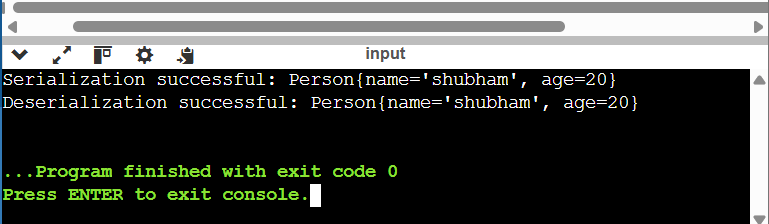 input
Serialization successful: Person{name='shubham', age=20}
Deserialization successful: Person{name='shubham', age=20}
...Program finished with exit code 0
Press ENTER to exit console.